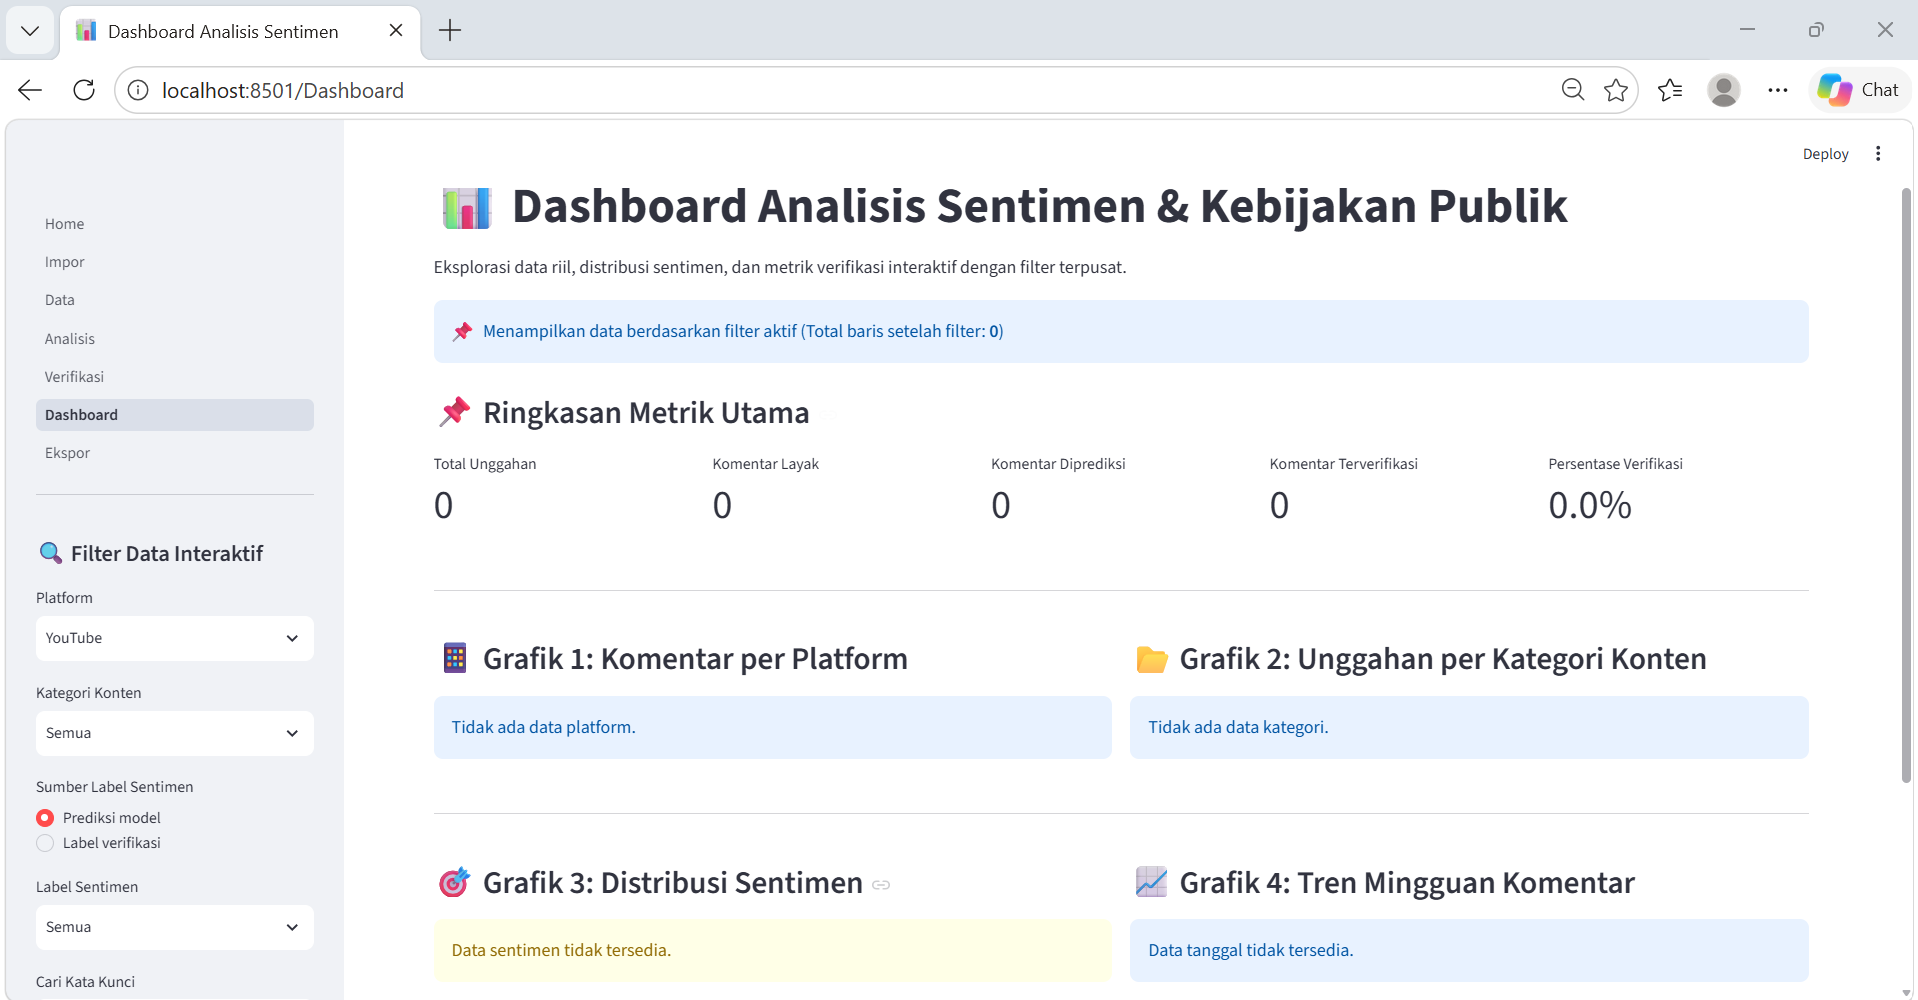 Dashboard Analisis Sentimen
localhost:8501/Dashboard
Chat
Deploy
Home
Impor
Data
Analisis
Verifikasi
Dashboard
Ekspor
Filter Data Interaktif
Platform
YouTube
Kategori Konten
Semua
Sumber Label Sentimen
Prediksi model
Label verifikasi
Label Sentimen
Semua
Cari Kata Kunci
Dashboard Analisis Sentimen & Kebijakan Publik
Eksplorasi data riil, distribusi sentimen, dan metrik verifikasi interaktif dengan filter terpusat.
Menampilkan data berdasarkan filter aktif (Total baris setelah filter: 0)
Ringkasan Metrik Utama
Total Unggahan
0
Komentar Layak
0
Komentar Diprediksi
0
Komentar Terverifikasi
0
Persentase Verifikasi
0.0%
Grafik 1: Komentar per Platform
Tidak ada data platform.
Grafik 2: Unggahan per Kategori Konten
Tidak ada data kategori.
Grafik 3: Distribusi Sentimen
Data sentimen tidak tersedia.
Grafik 4: Tren Mingguan Komentar
Data tanggal tidak tersedia.